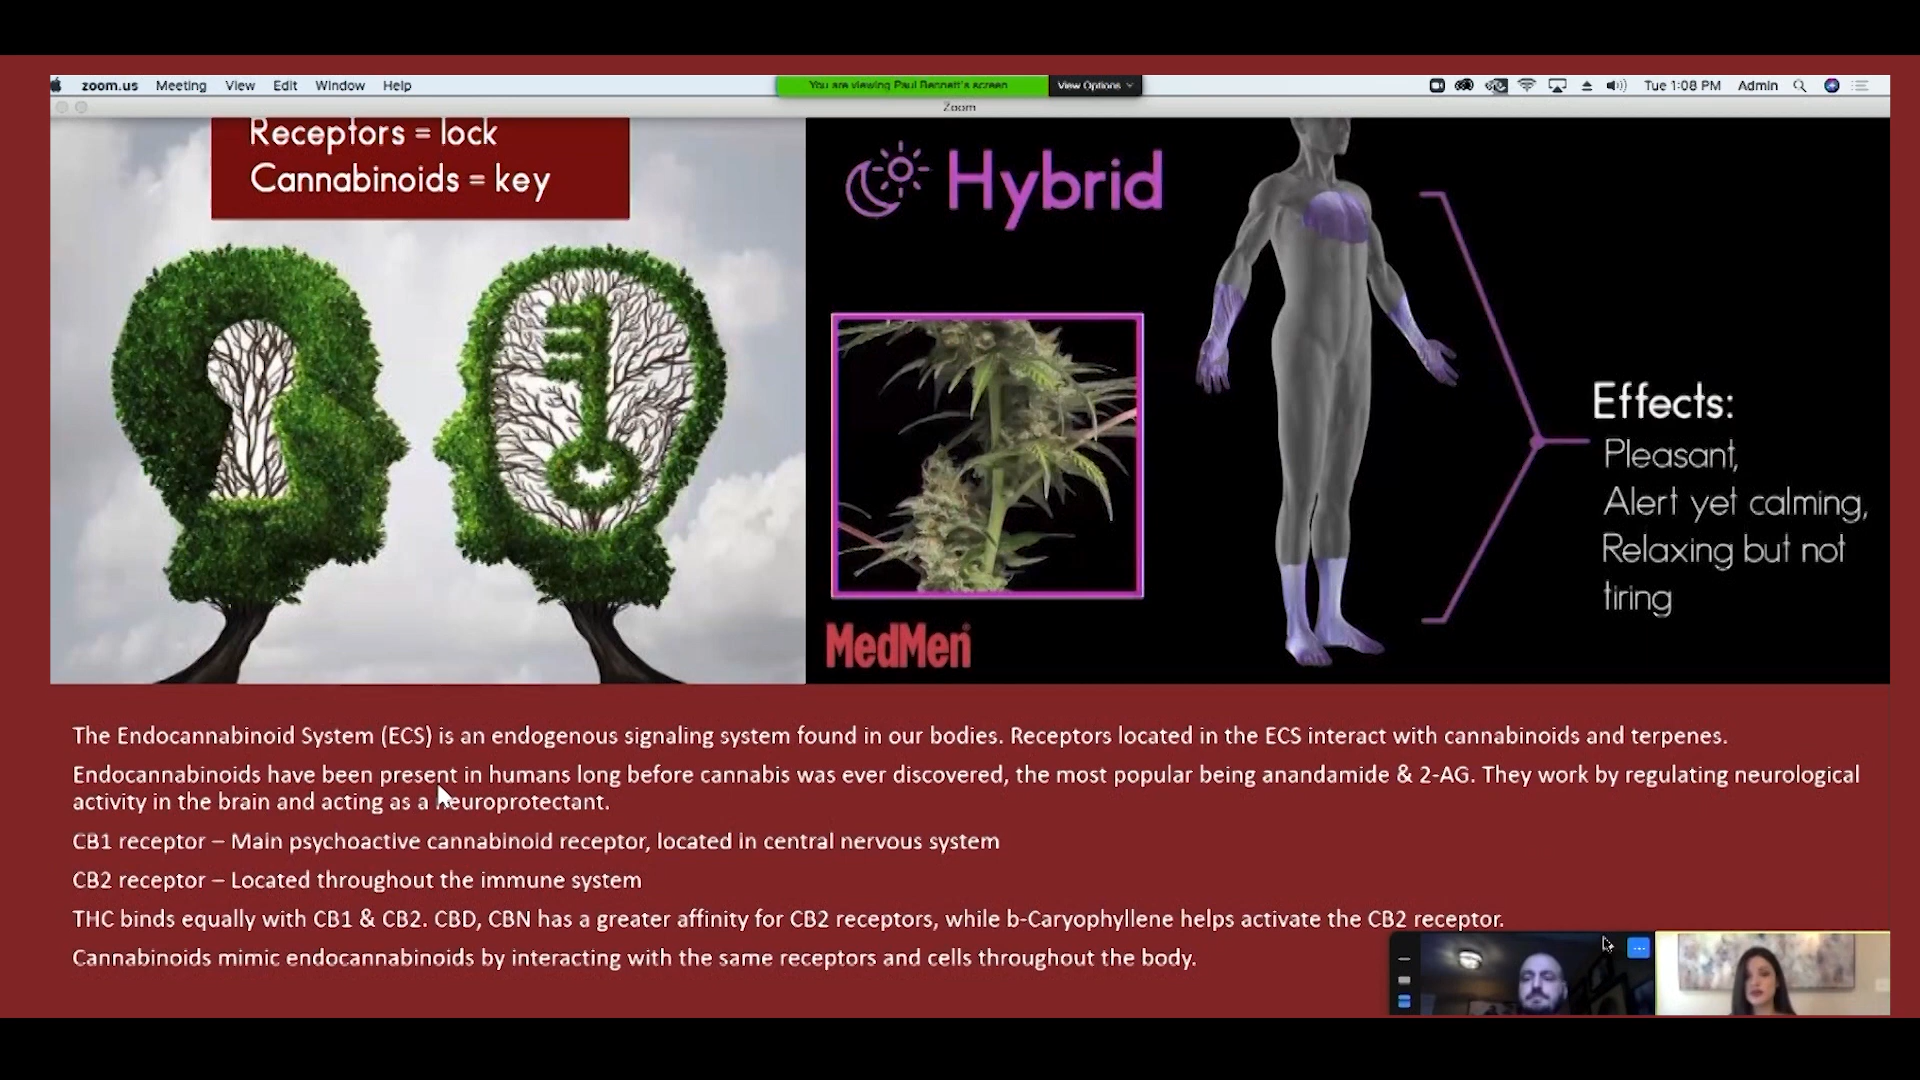 zoom.us Meeting View Edit Window Help
You are viewing Paul Bennett's screen View Options
Tue 1:08 PM Admin
Zoom
Receptors = lock
Cannabinoids = key
Hybrid
Effects:
Pleasant,
Alert yet calming,
Relaxing but not
tiring
MedMen®
The Endocannabinoid System (ECS) is an endogenous signaling system found in our bodies. Receptors located in the ECS interact with cannabinoids and terpenes.
Endocannabinoids have been present in humans long before cannabis was ever discovered, the most popular being anandamide & 2-AG. They work by regulating neurological
activity in the brain and acting as a neuroprotectant.
CB1 receptor – Main psychoactive cannabinoid receptor, located in central nervous system
CB2 receptor – Located throughout the immune system
THC binds equally with CB1 & CB2. CBD, CBN has a greater affinity for CB2 receptors, while b-Caryophyllene helps activate the CB2 receptor.
Cannabinoids mimic endocannabinoids by interacting with the same receptors and cells throughout the body.